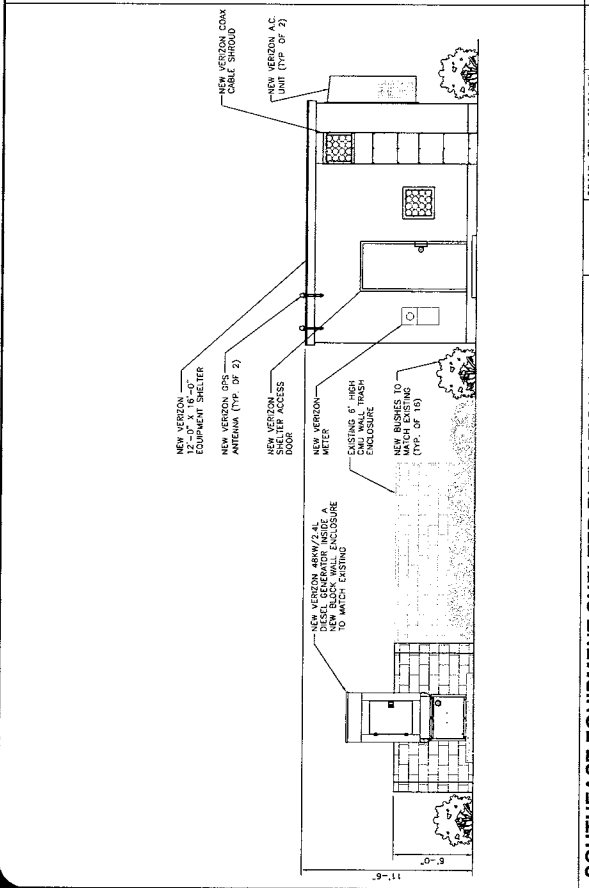 NEW VERIZON COAX
CABLE SHROUD
NEW VERIZON A.C.
UNIT (TYP. OF 2)
NEW VERIZON
12'-0" X 16'-0"
EQUIPMENT SHELTER
NEW VERIZON GPS
ANTENNA (TYP. OF 2)
NEW VERIZON
SHELTER ACCESS
DOOR
NEW VERIZON
METER
EXISTING 6' HIGH
CMU WALL TRASH
ENCLOSURE
NEW BUSHES TO
MATCH EXISTING
(TYP. OF 16)
NEW VERIZON 48KW/2.4L
DIESEL GENERATOR INSIDE A
NEW BLOCK WALL ENCLOSURE
TO MATCH EXISTING
11'-6"
6'-0"